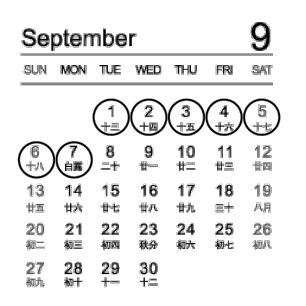 September 9
SUN MON TUE WED THU FRI SAT
1 2 3 4 5
十三 十四 十五 十六 十七
6 7 8 9 10 11 12
十八 白露 二十 廿一 廿二 廿三 廿四
13 14 15 16 17 18 19
廿五 廿六 廿七 廿八 廿九 三十 八月
20 21 22 23 24 25 26
初二 初三 初四 秋分 初六 初七 初八
27 28 29 30
初九 初十 十一 十二